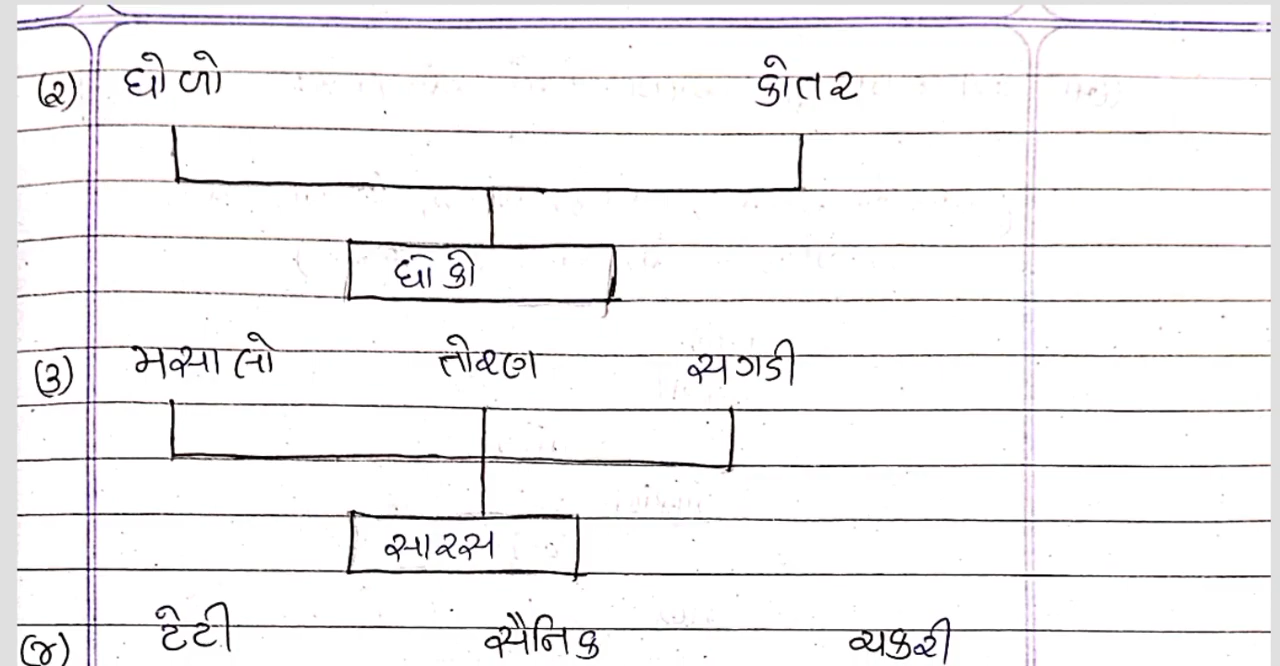 (૨) ધોળો કોતર
ધોકો
(૩) મસાલો તોરણ સગડી
સારસ
(૪) ટેટી સૈનિક ચકરી